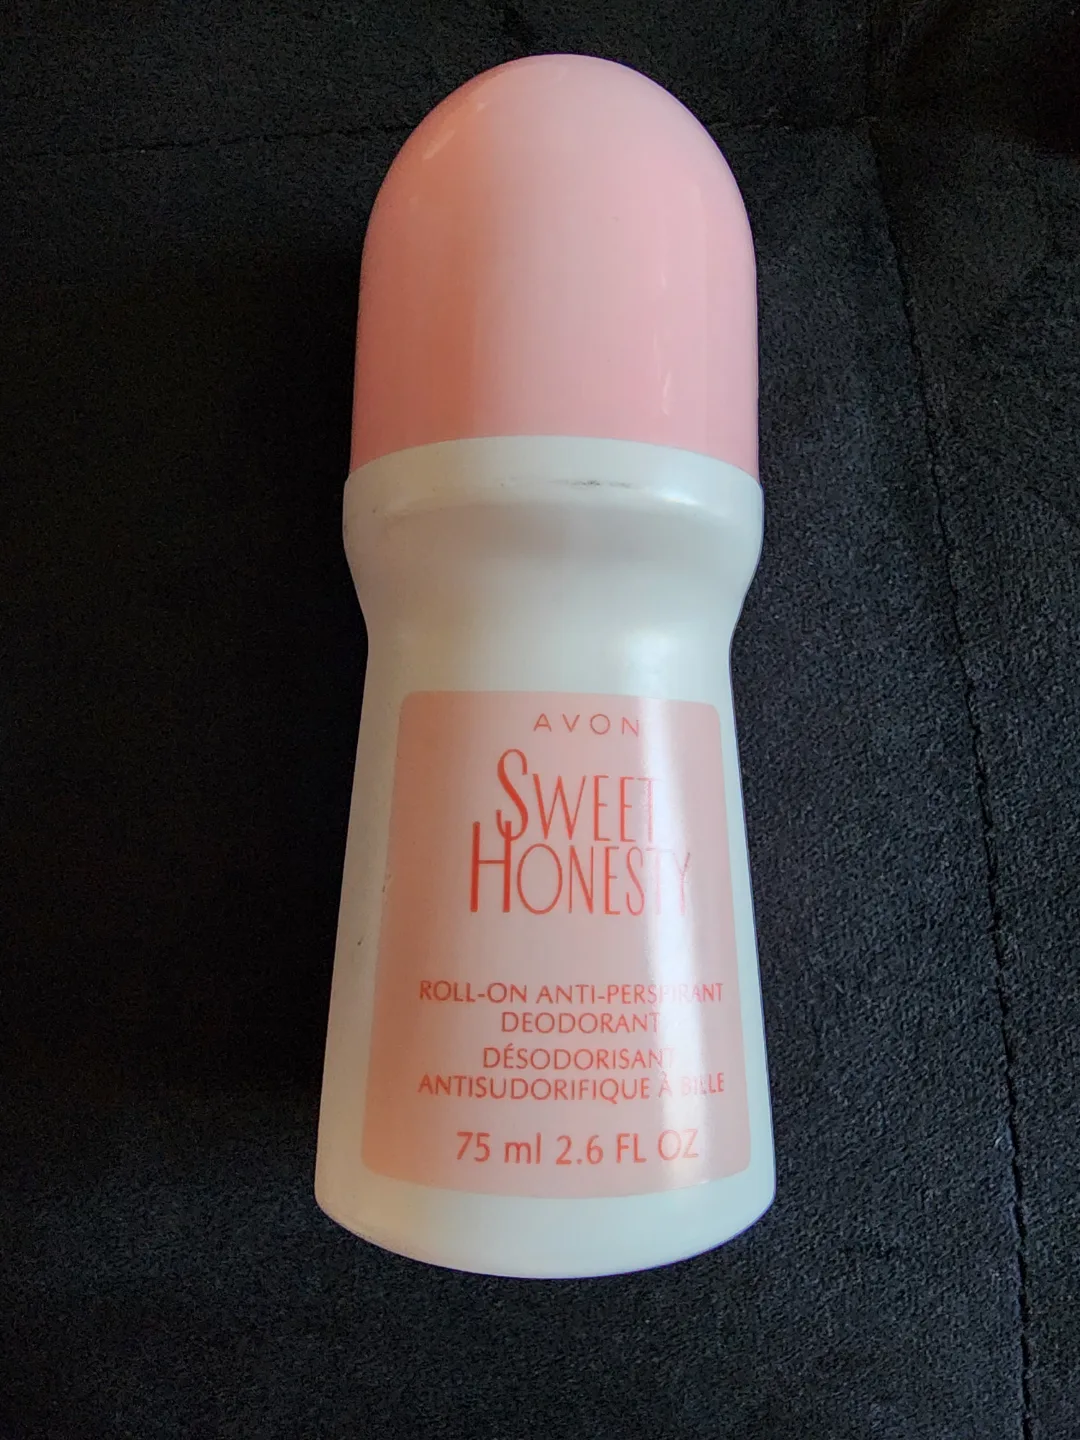 AVON
SWEET
HONESTY
ROLL-ON ANTI-PERSPIRANT
DEODORANT
DÉSODORISANT
ANTISUDORIFIQUE À BILLE
75 ml 2.6 FL OZ